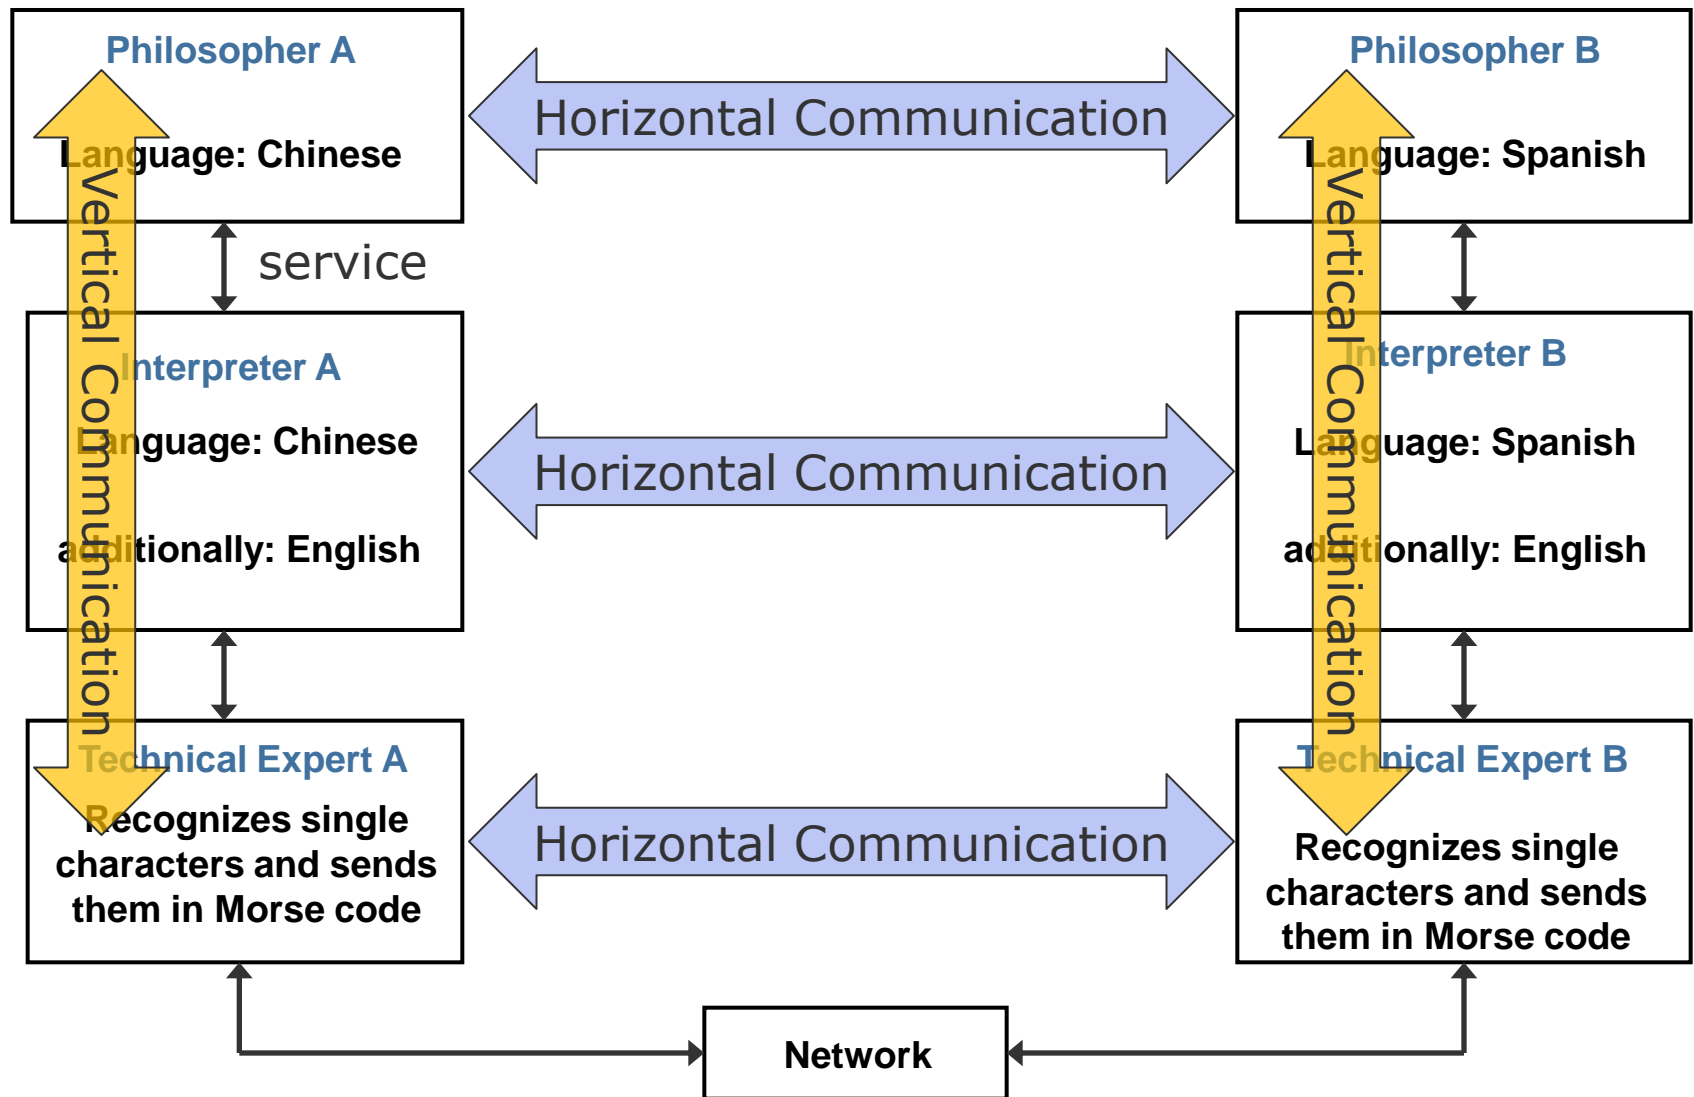 Philosopher A
Language: Chinese
Horizontal Communication
Philosopher B
Language: Spanish
service
Vertical Communication
Vertical Communication
Interpreter A
Language: Chinese
additionally: English
Horizontal Communication
Interpreter B
Language: Spanish
additionally: English
Technical Expert A
Recognizes single
characters and sends
them in Morse code
Horizontal Communication
Technical Expert B
Recognizes single
characters and sends
them in Morse code
Network